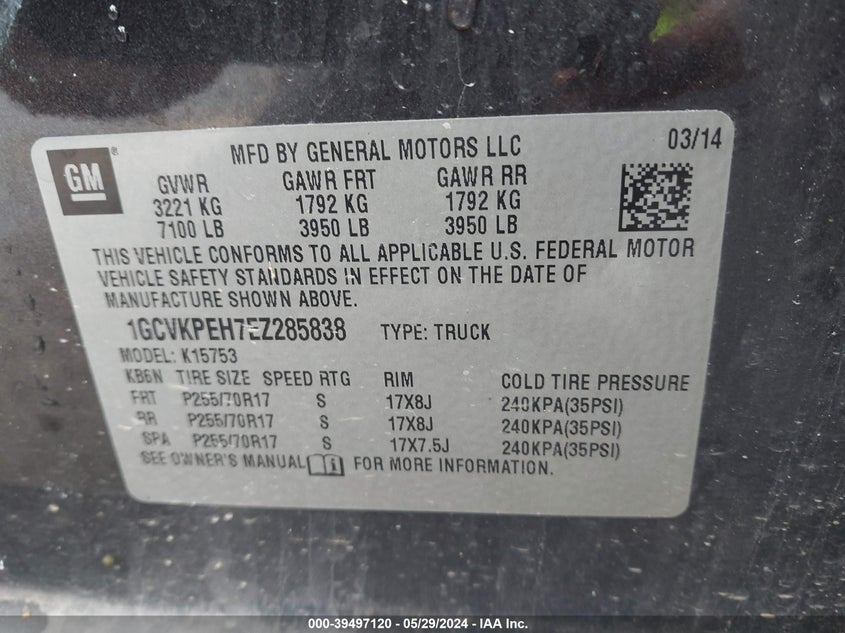 GM ®
MFD BY GENERAL MOTORS LLC 03/14
GVWR GAWR FRT GAWR RR
3221 KG 1792 KG 1792 KG
7100 LB 3950 LB 3950 LB
THIS VEHICLE CONFORMS TO ALL APPLICABLE U.S. FEDERAL MOTOR
VEHICLE SAFETY STANDARDS IN EFFECT ON THE DATE OF
MANUFACTURE SHOWN ABOVE.
1GCVKPEH7EZ285838 TYPE: TRUCK
MODEL: K15753
KB6N TIRE SIZE SPEED RTG RIM COLD TIRE PRESSURE
FRT P255/70R17 S 17X8J 240KPA(35PSI)
RR P255/70R17 S 17X8J 240KPA(35PSI)
SPA P255/70R17 S 17X7.5J 240KPA(35PSI)
SEE OWNER'S MANUAL FOR MORE INFORMATION.
000-39497120 - 05/29/2024 - IAA Inc.